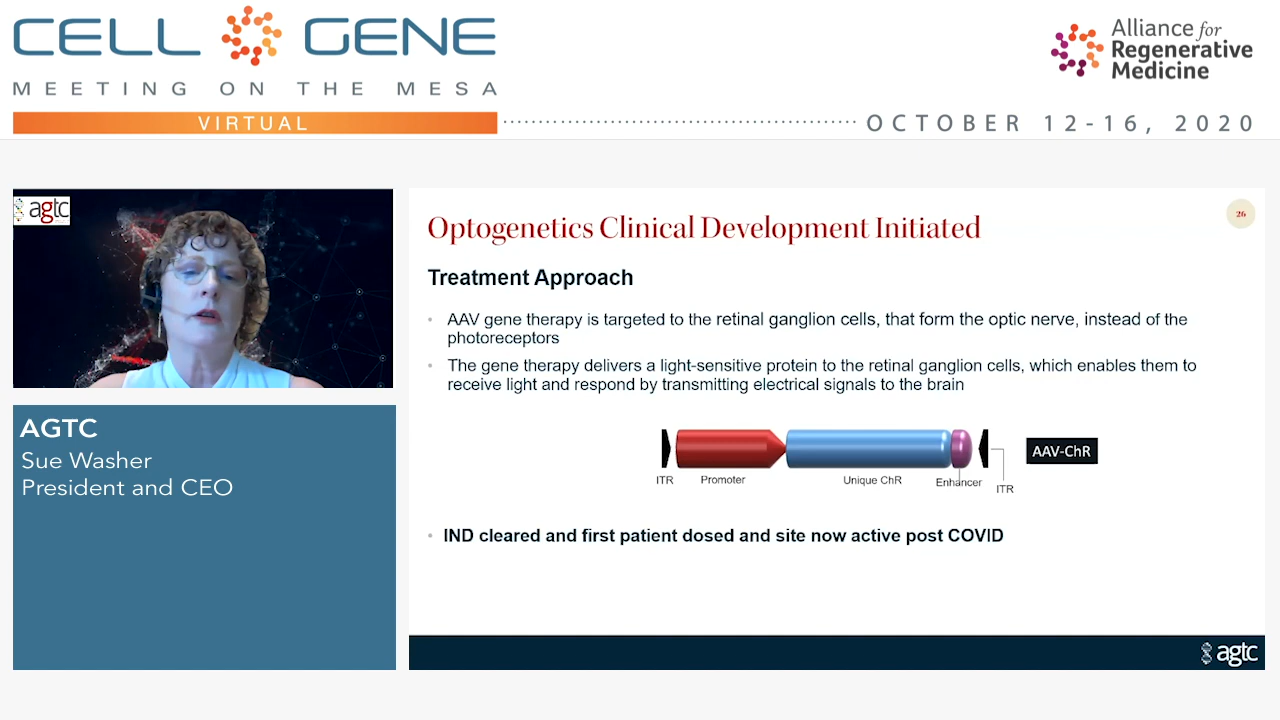 CELL GENE
MEETING ON THE MESA
VIRTUAL
OCTOBER 12-16, 2020
Alliance for
Regenerative
Medicine
agtc
AGTC
Sue Washer
President and CEO
Optogenetics Clinical Development Initiated
26
Treatment Approach
• AAV gene therapy is targeted to the retinal ganglion cells, that form the optic nerve, instead of the
photoreceptors
• The gene therapy delivers a light-sensitive protein to the retinal ganglion cells, which enables them to
receive light and respond by transmitting electrical signals to the brain
AAV-ChR
ITR Promoter Unique ChR Enhancer ITR
• IND cleared and first patient dosed and site now active post COVID
agtc